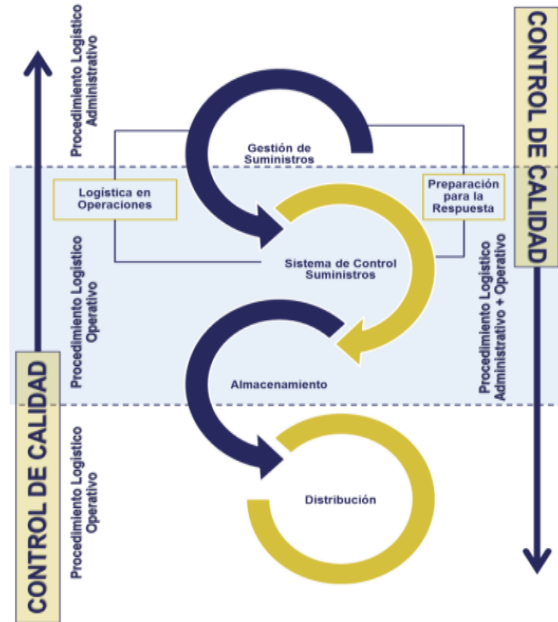 Procedimiento Logístico
Administrativo
CONTROL DE CALIDAD
Gestión de
Suministros
Logística en
Operaciones
Preparación
para la
Respuesta
Sistema de Control
Suministros
Procedimiento Logístico
Operativo
Procedimiento Logístico
Administrativo + Operativo
Almacenamiento
CONTROL DE CALIDAD
Procedimiento Logístico
Operativo
Distribución